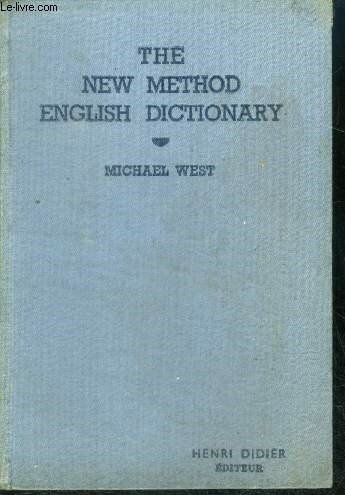 Le-livre.com
THE
NEW METHOD
ENGLISH DICTIONARY
MICHAEL WEST
HENRI DIDIER
ÉDITEUR